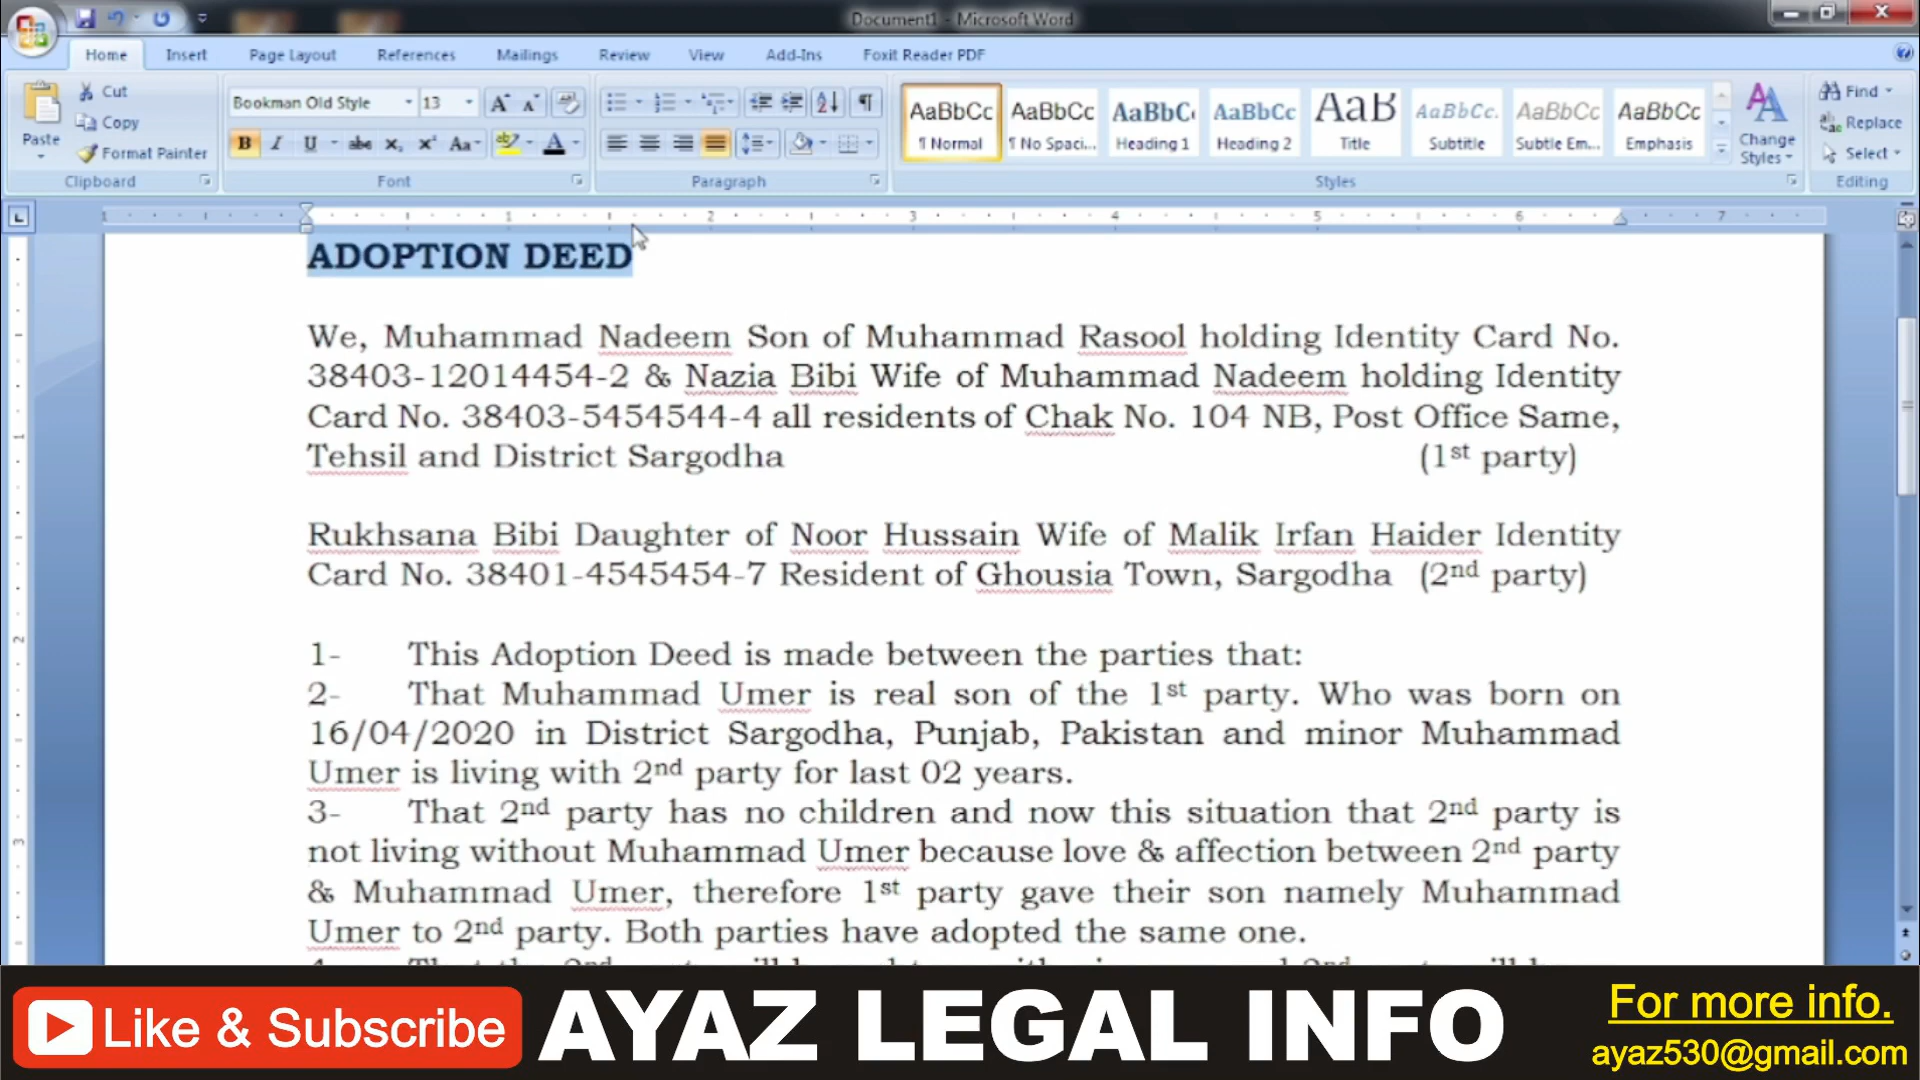 Document1 - Microsoft Word
Home Insert Page Layout References Mailings Review View Add-Ins Foxit Reader PDF
Paste
Cut
Copy
Format Painter
Clipboard
Bookman Old Style 13
Font
Paragraph
AaBbCc AaBbCc AaBbC AaBbCc AaB AaBbCc. AaBbCc AaBbCc
¶ Normal ¶ No Spaci... Heading 1 Heading 2 Title Subtitle Subtle Em... Emphasis
Styles
Change
Styles
Find
Replace
Select
Editing
1 1 2 3 4 5 6 7
ADOPTION DEED
We, Muhammad Nadeem Son of Muhammad Rasool holding Identity Card No.
38403-12014454-2 & Nazia Bibi Wife of Muhammad Nadeem holding Identity
Card No. 38403-5454544-4 all residents of Chak No. 104 NB, Post Office Same,
Tehsil and District Sargodha (1st party)
Rukhsana Bibi Daughter of Noor Hussain Wife of Malik Irfan Haider Identity
Card No. 38401-4545454-7 Resident of Ghousia Town, Sargodha (2nd party)
1- This Adoption Deed is made between the parties that:
2- That Muhammad Umer is real son of the 1st party. Who was born on
16/04/2020 in District Sargodha, Punjab, Pakistan and minor Muhammad
Umer is living with 2nd party for last 02 years.
3- That 2nd party has no children and now this situation that 2nd party is
not living without Muhammad Umer because love & affection between 2nd party
& Muhammad Umer, therefore 1st party gave their son namely Muhammad
Umer to 2nd party. Both parties have adopted the same one.
Like & Subscribe
AYAZ LEGAL INFO
For more info.
ayaz530@gmail.com